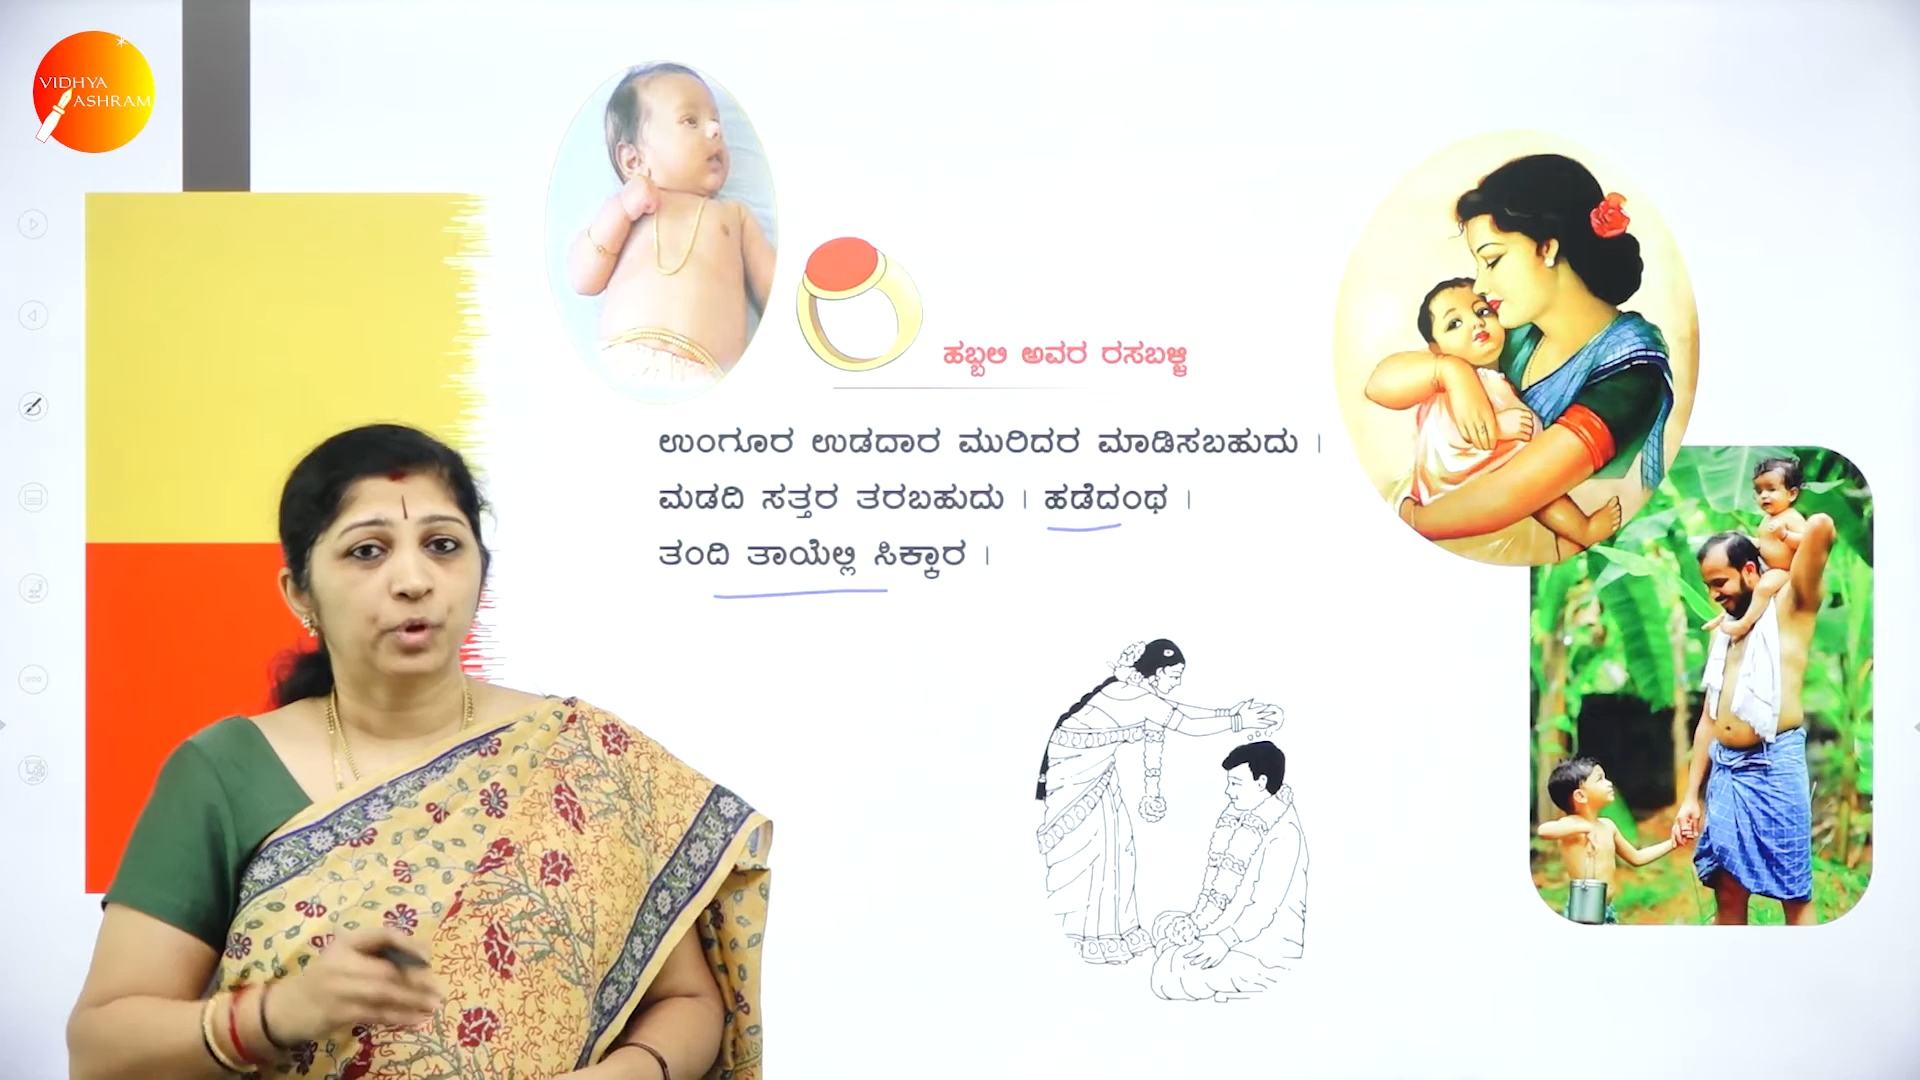 VIDHYA
ASHRAM
ಹಬ್ಬಲಿ ಅವರ ರಸಬಳ್ಳಿ
ಉಂಗೂರ ಉಡದಾರ ಮುರಿದರ ಮಾಡಿಸಬಹುದು |
ಮಡದಿ ಸತ್ತರ ತರಬಹುದು | ಹಡೆದಂಥ |
ತಂದಿ ತಾಯೆಲ್ಲಿ ಸಿಕ್ಕಾರ |